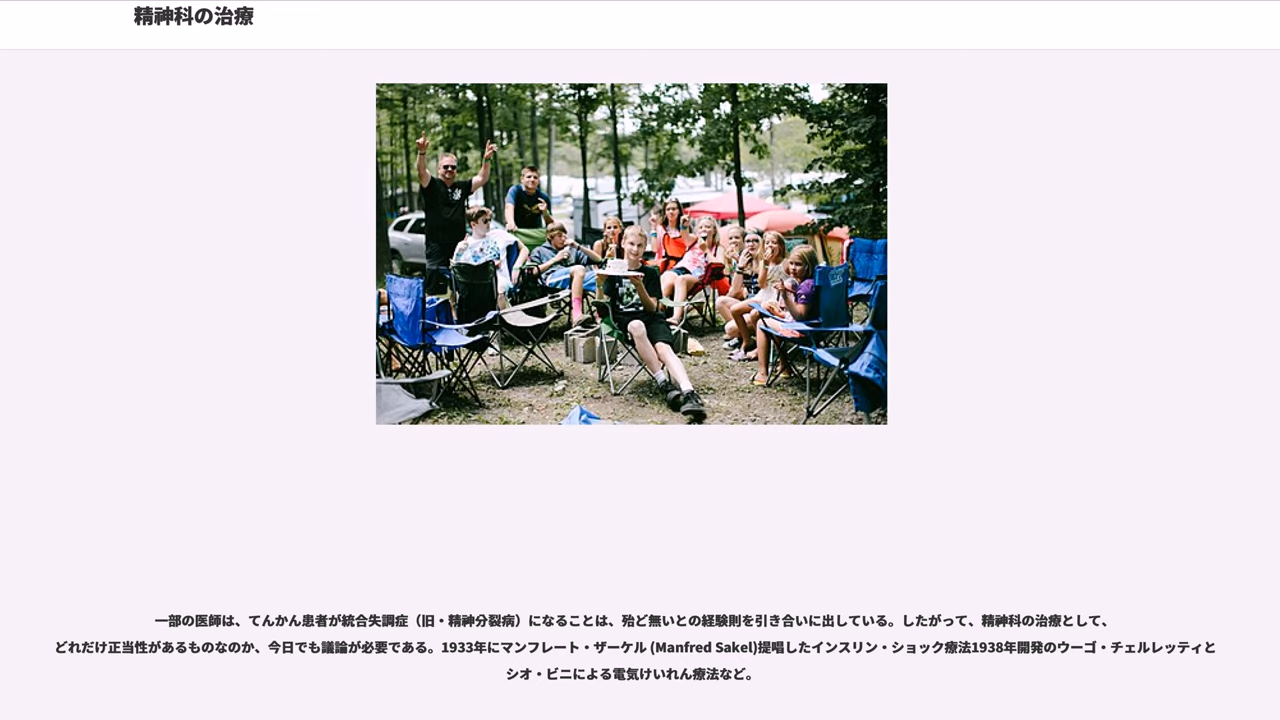 精神科の治療
一部の医師は、てんかん患者が統合失調症（旧・精神分裂病）になることは、殆ど無いとの経験則を引き合いに出している。したがって、精神科の治療として、
どれだけ正当性があるものなのか、今日でも議論が必要である。1933年にマンフレート・ザーケル (Manfred Sakel)提唱したインスリン・ショック療法1938年開発のウーゴ・チェルレッティと
シオ・ビニによる電気けいれん療法など。